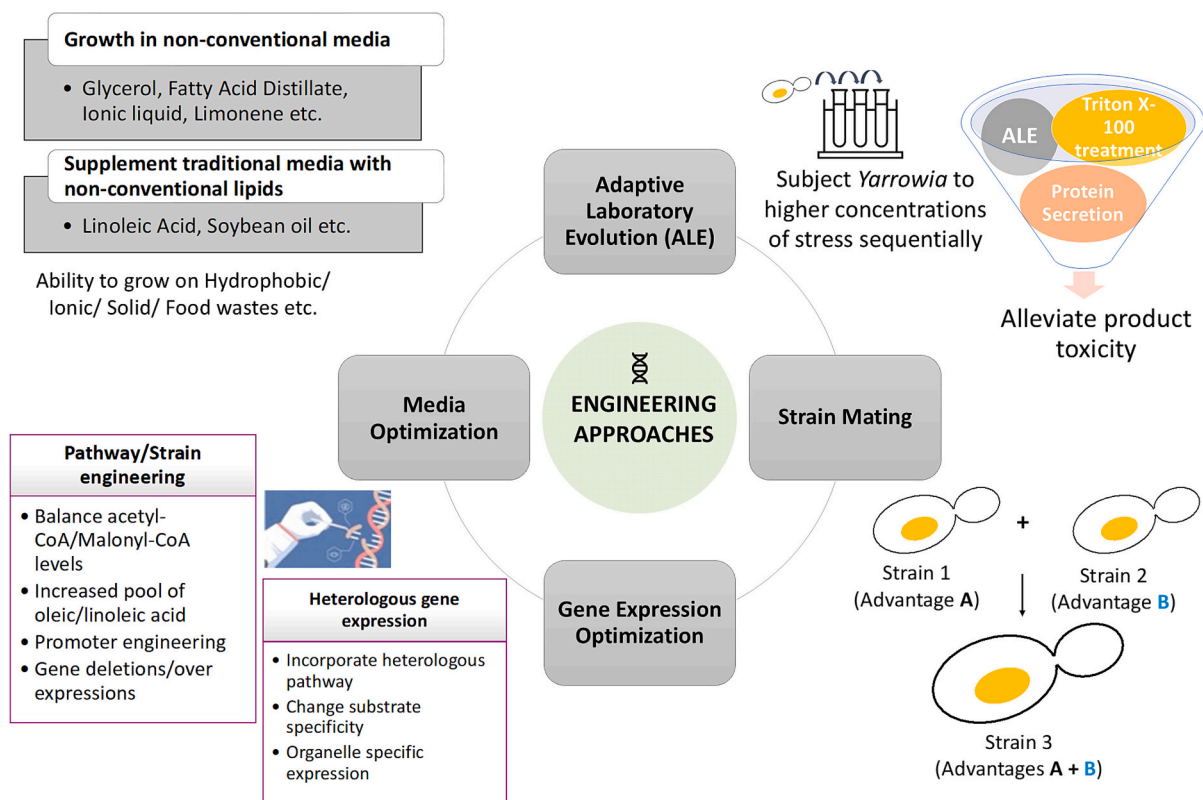 Growth in non-conventional media
• Glycerol, Fatty Acid Distillate,
Ionic liquid, Limonene etc.
Supplement traditional media with
non-conventional lipids
• Linoleic Acid, Soybean oil etc.
Ability to grow on Hydrophobic/
Ionic/ Solid/ Food wastes etc.
Adaptive
Laboratory
Evolution (ALE)
Subject Yarrowia to
higher concentrations
of stress sequentially
ALE
Triton X-
100
treatment
Protein
Secretion
Alleviate product
toxicity
Media
Optimization
ENGINEERING
APPROACHES
Strain Mating
Gene Expression
Optimization
Pathway/Strain
engineering
• Balance acetyl-
CoA/Malonyl-CoA
levels
• Increased pool of
oleic/linoleic acid
• Promoter engineering
• Gene deletions/over
expressions
Heterologous gene
expression
• Incorporate heterologous
pathway
• Change substrate
specificity
• Organelle specific
expression
+
Strain 1
(Advantage A)
Strain 2
(Advantage B)
Strain 3
(Advantages A + B)